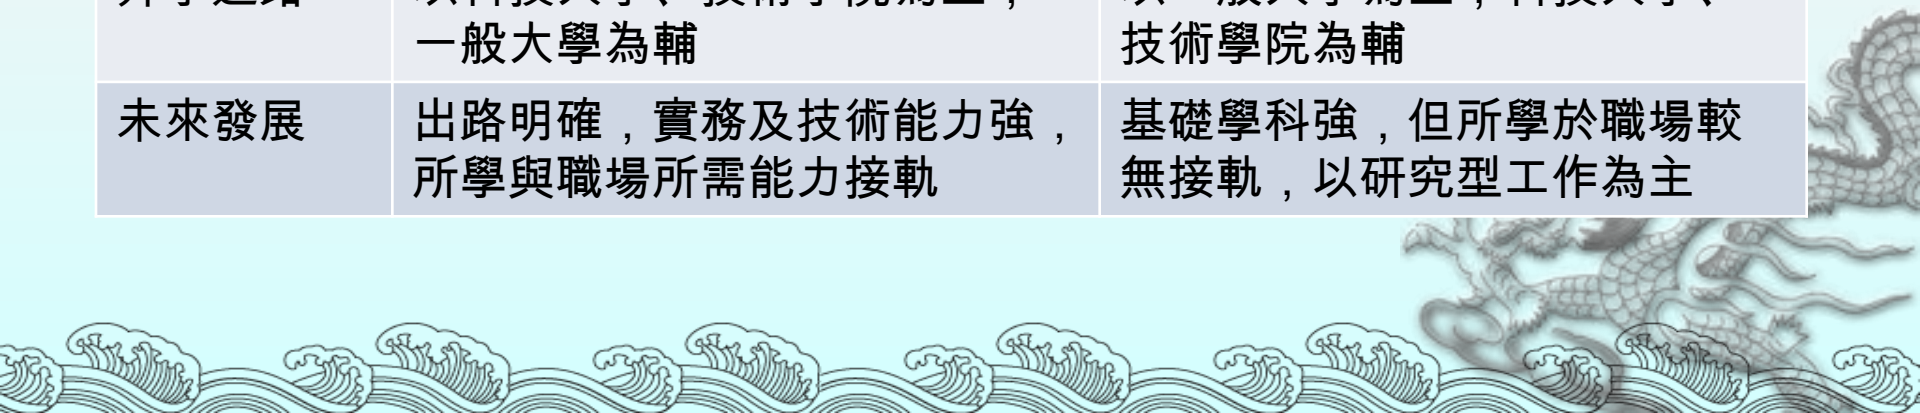 一般大學為輔
技術學院為輔
未來發展
出路明確，實務及技術能力強，
所學與職場所需能力接軌
基礎學科強，但所學於職場較
無接軌，以研究型工作為主